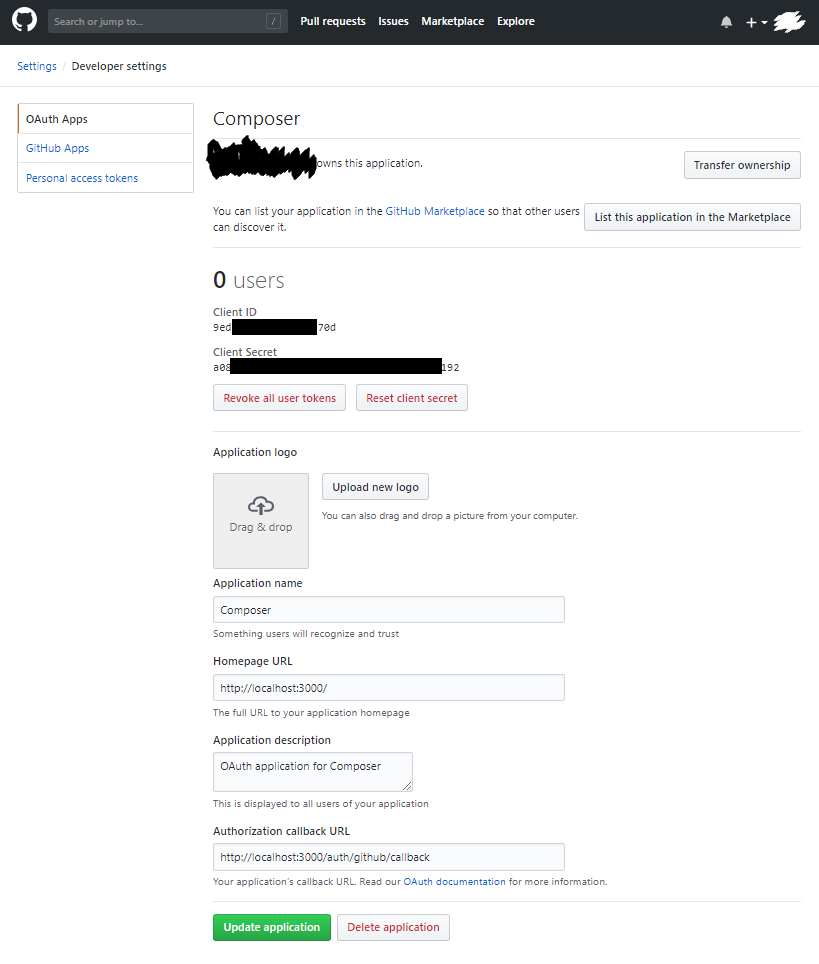 Search or jump to... /
Pull requests Issues Marketplace Explore
Settings / Developer settings
OAuth Apps
GitHub Apps
Personal access tokens
Composer
owns this application.
Transfer ownership
You can list your application in the GitHub Marketplace so that other users
can discover it.
List this application in the Marketplace
0 users
Client ID
9ed 70d
Client Secret
a08 192
Revoke all user tokens Reset client secret
Application logo
Drag & drop
Upload new logo
You can also drag and drop a picture from your computer.
Application name
Composer
Something users will recognize and trust
Homepage URL
http://localhost:3000/
The full URL to your application homepage
Application description
OAuth application for Composer
This is displayed to all users of your application
Authorization callback URL
http://localhost:3000/auth/github/callback
Your application's callback URL. Read our OAuth documentation for more information.
Update application Delete application